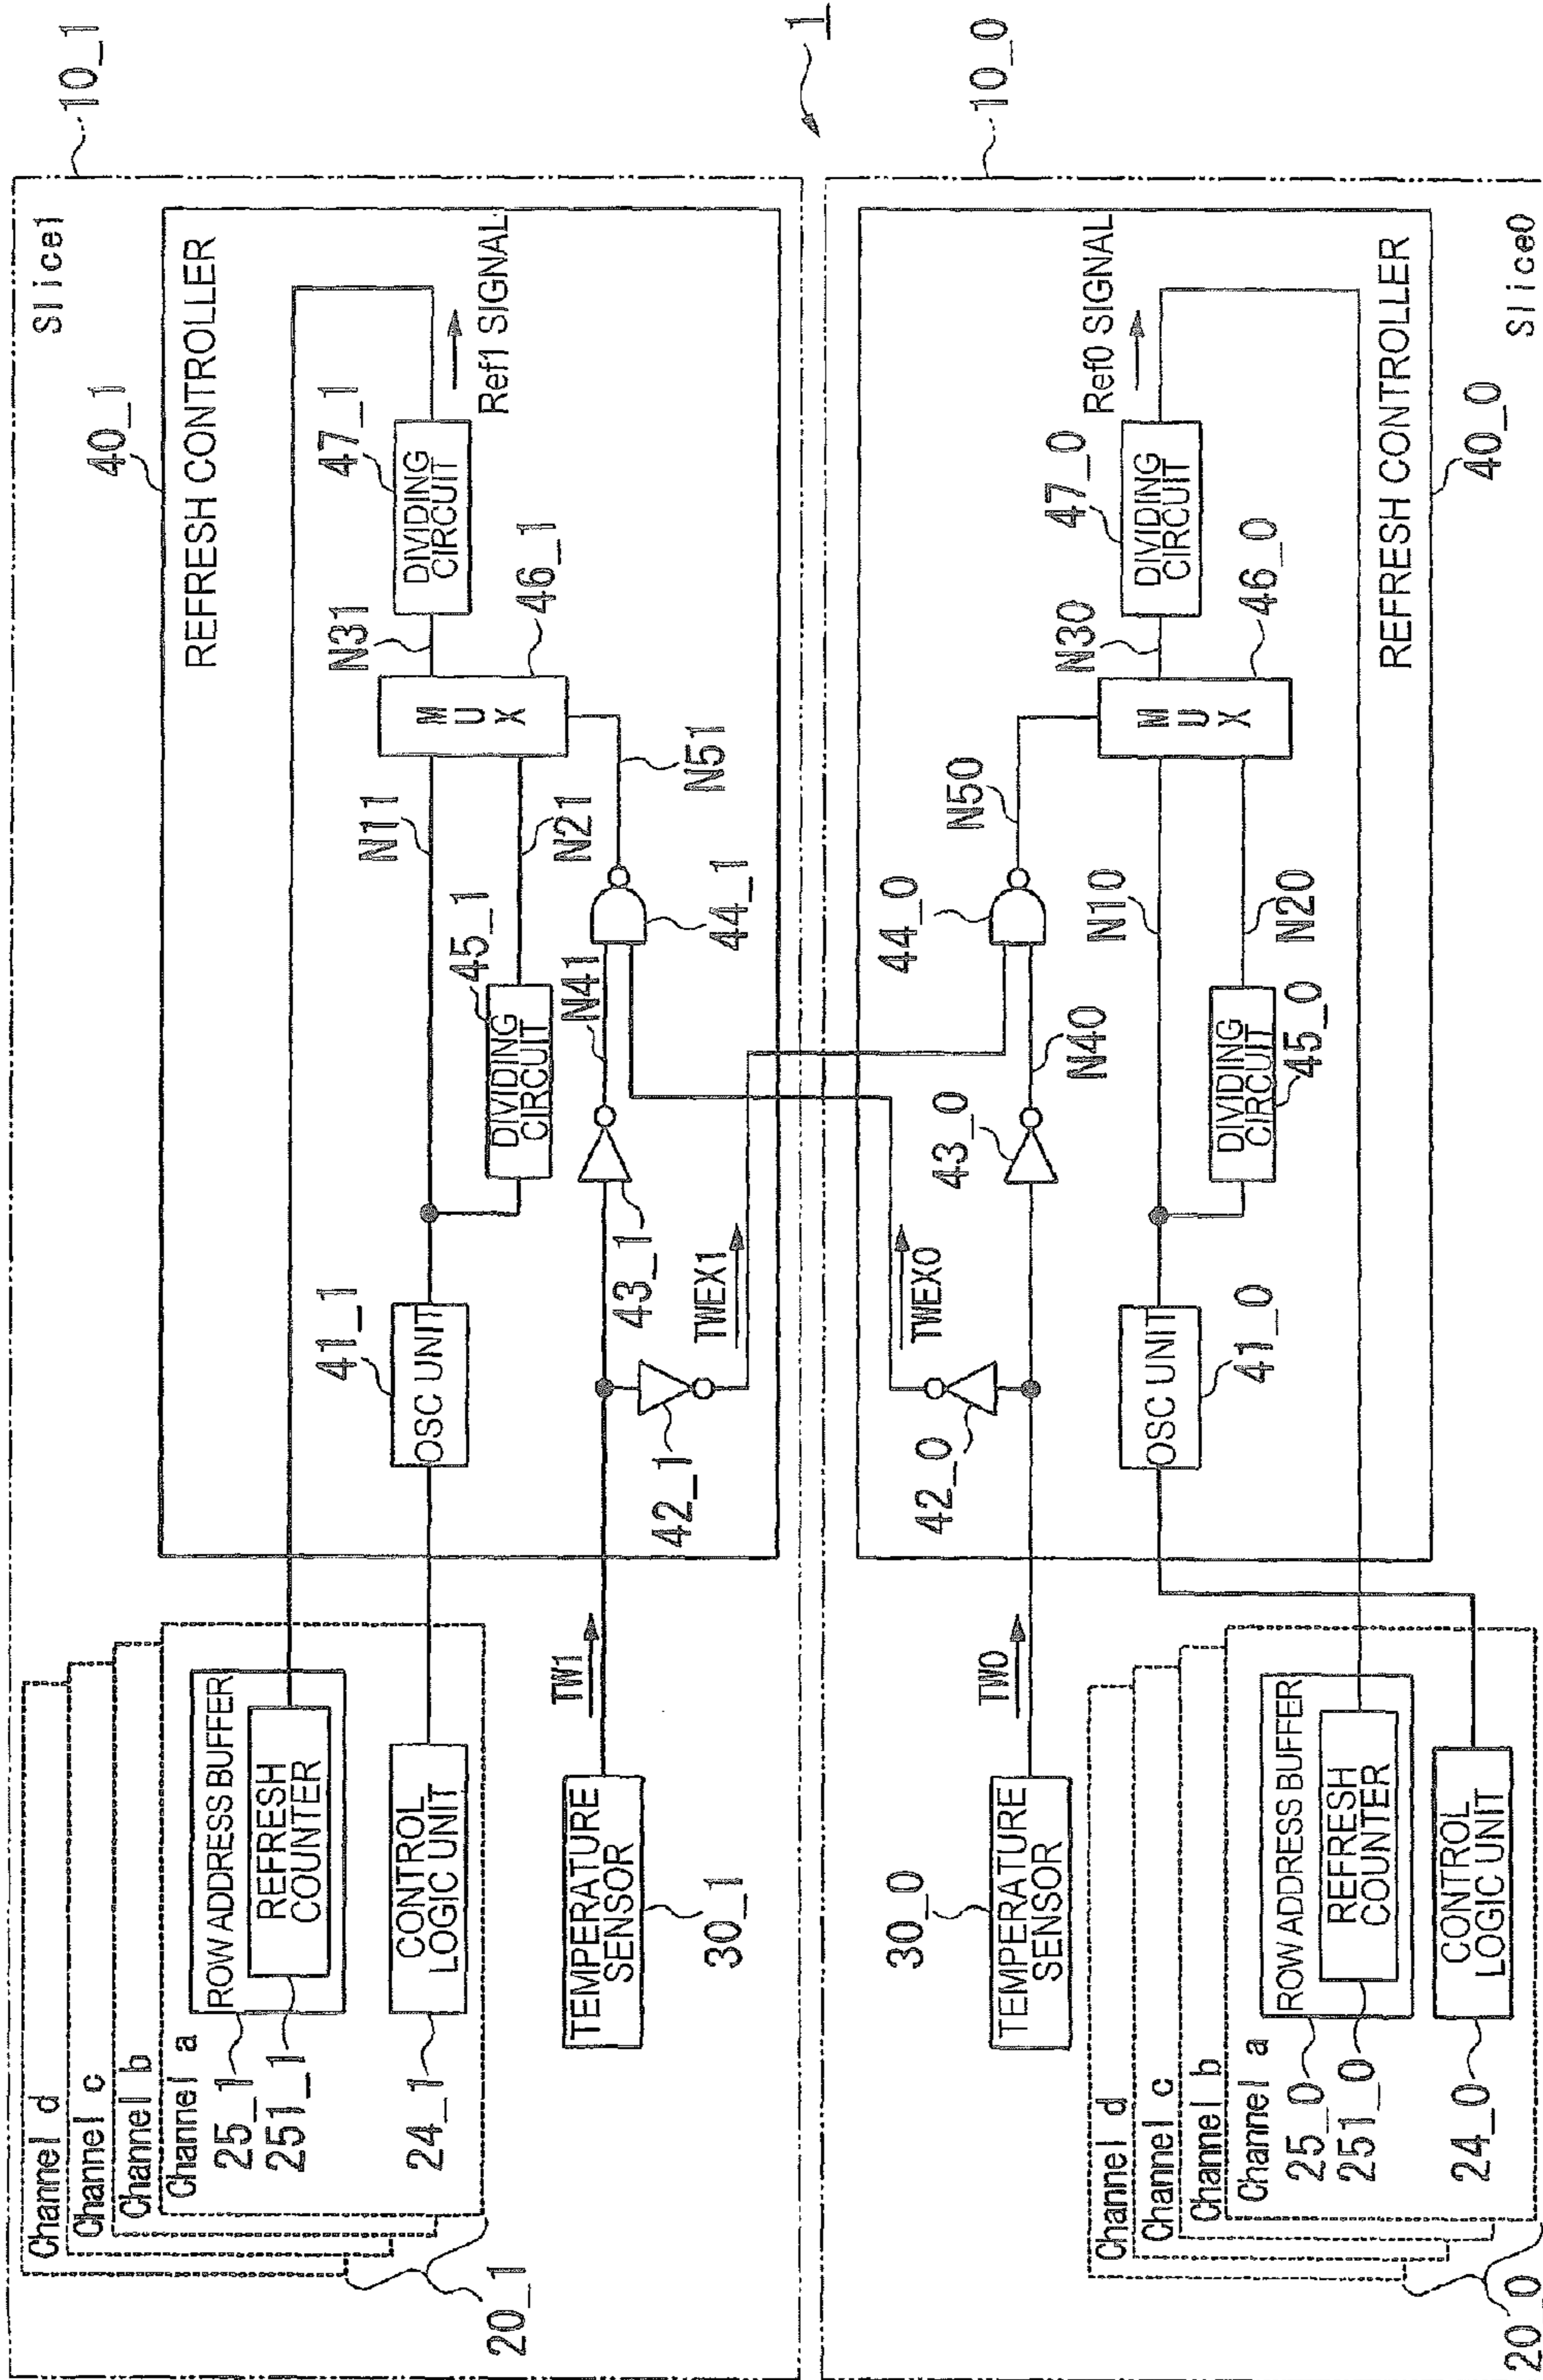 1
10_1
Slice1
40_1
REFRESH CONTROLLER
Channel d
Channel c
Channel b
Channel a
25_1
251_1
24_1
20_1
ROW ADDRESS BUFFER
REFRESH
COUNTER
CONTROL
LOGIC UNIT
41_1
OSC UNIT
N11
45_1
DIVIDING
CIRCUIT
N21
MUX
46_1
N31
47_1
DIVIDING
CIRCUIT
Ref1 SIGNAL
TEMPERATURE
SENSOR
30_1
TW1
42_1
43_1
N41
44_1
N51
TWEX1
10_0
TWEX0
TEMPERATURE
SENSOR
30_0
TW0
42_0
43_0
N40
44_0
N50
Channel d
Channel c
Channel b
Channel a
25_0
251_0
24_0
20_0
ROW ADDRESS BUFFER
REFRESH
COUNTER
CONTROL
LOGIC UNIT
OSC UNIT
41_0
N10
DIVIDING
CIRCUIT
45_0
N20
MUX
46_0
N30
47_0
DIVIDING
CIRCUIT
Ref0 SIGNAL
REFRESH CONTROLLER
40_0
Slice0